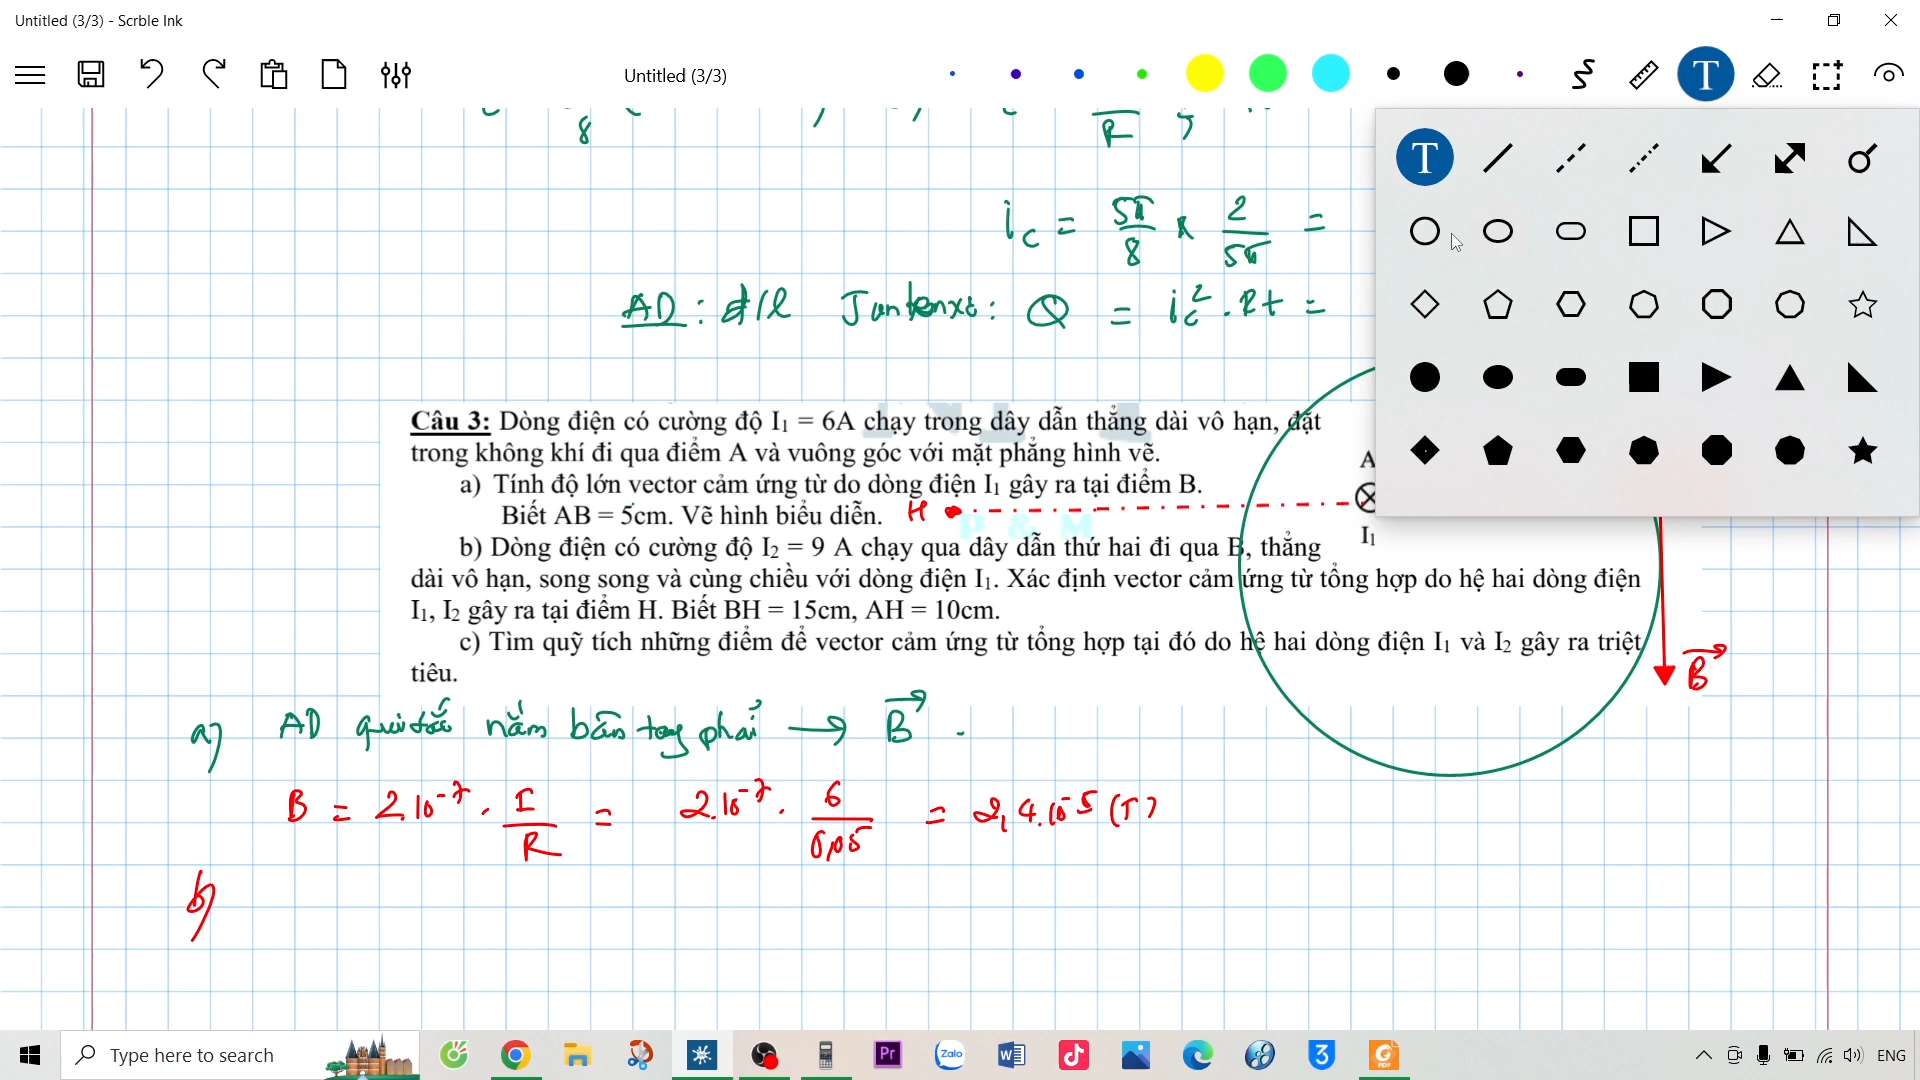 Untitled (3/3) - Scrble Ink
Untitled (3/3)
T
T
8
R
i_c = 5π/8 x 2/5π =
AD: đ/l Jun lenxơ: Q = i_c². Rt =
Câu 3: Dòng điện có cường độ I₁ = 6A chạy trong dây dẫn thẳng dài vô hạn, đặt
trong không khí đi qua điểm A và vuông góc với mặt phẳng hình vẽ.
A
a) Tính độ lớn vector cảm ứng từ do dòng điện I₁ gây ra tại điểm B.
Biết AB = 5cm. Vẽ hình biểu diễn.
H
P & M
I₁
b) Dòng điện có cường độ I₂ = 9 A chạy qua dây dẫn thứ hai đi qua B, thẳng
dài vô hạn, song song và cùng chiều với dòng điện I₁. Xác định vector cảm ứng từ tổng hợp do hệ hai dòng điện
I₁, I₂ gây ra tại điểm H. Biết BH = 15cm, AH = 10cm.
c) Tìm quỹ tích những điểm để vector cảm ứng từ tổng hợp tại đó do hệ hai dòng điện I₁ và I₂ gây ra triệt
tiêu.
B⃗
a) AD qui tắc nắm bàn tay phải → B⃗.
B = 2.10⁻⁷ . I/R = 2.10⁻⁷ . 6/0,05 = 2,4.10⁻⁵ (T)
b)
Type here to search
Pr
Zalo
3
PDF
ENG